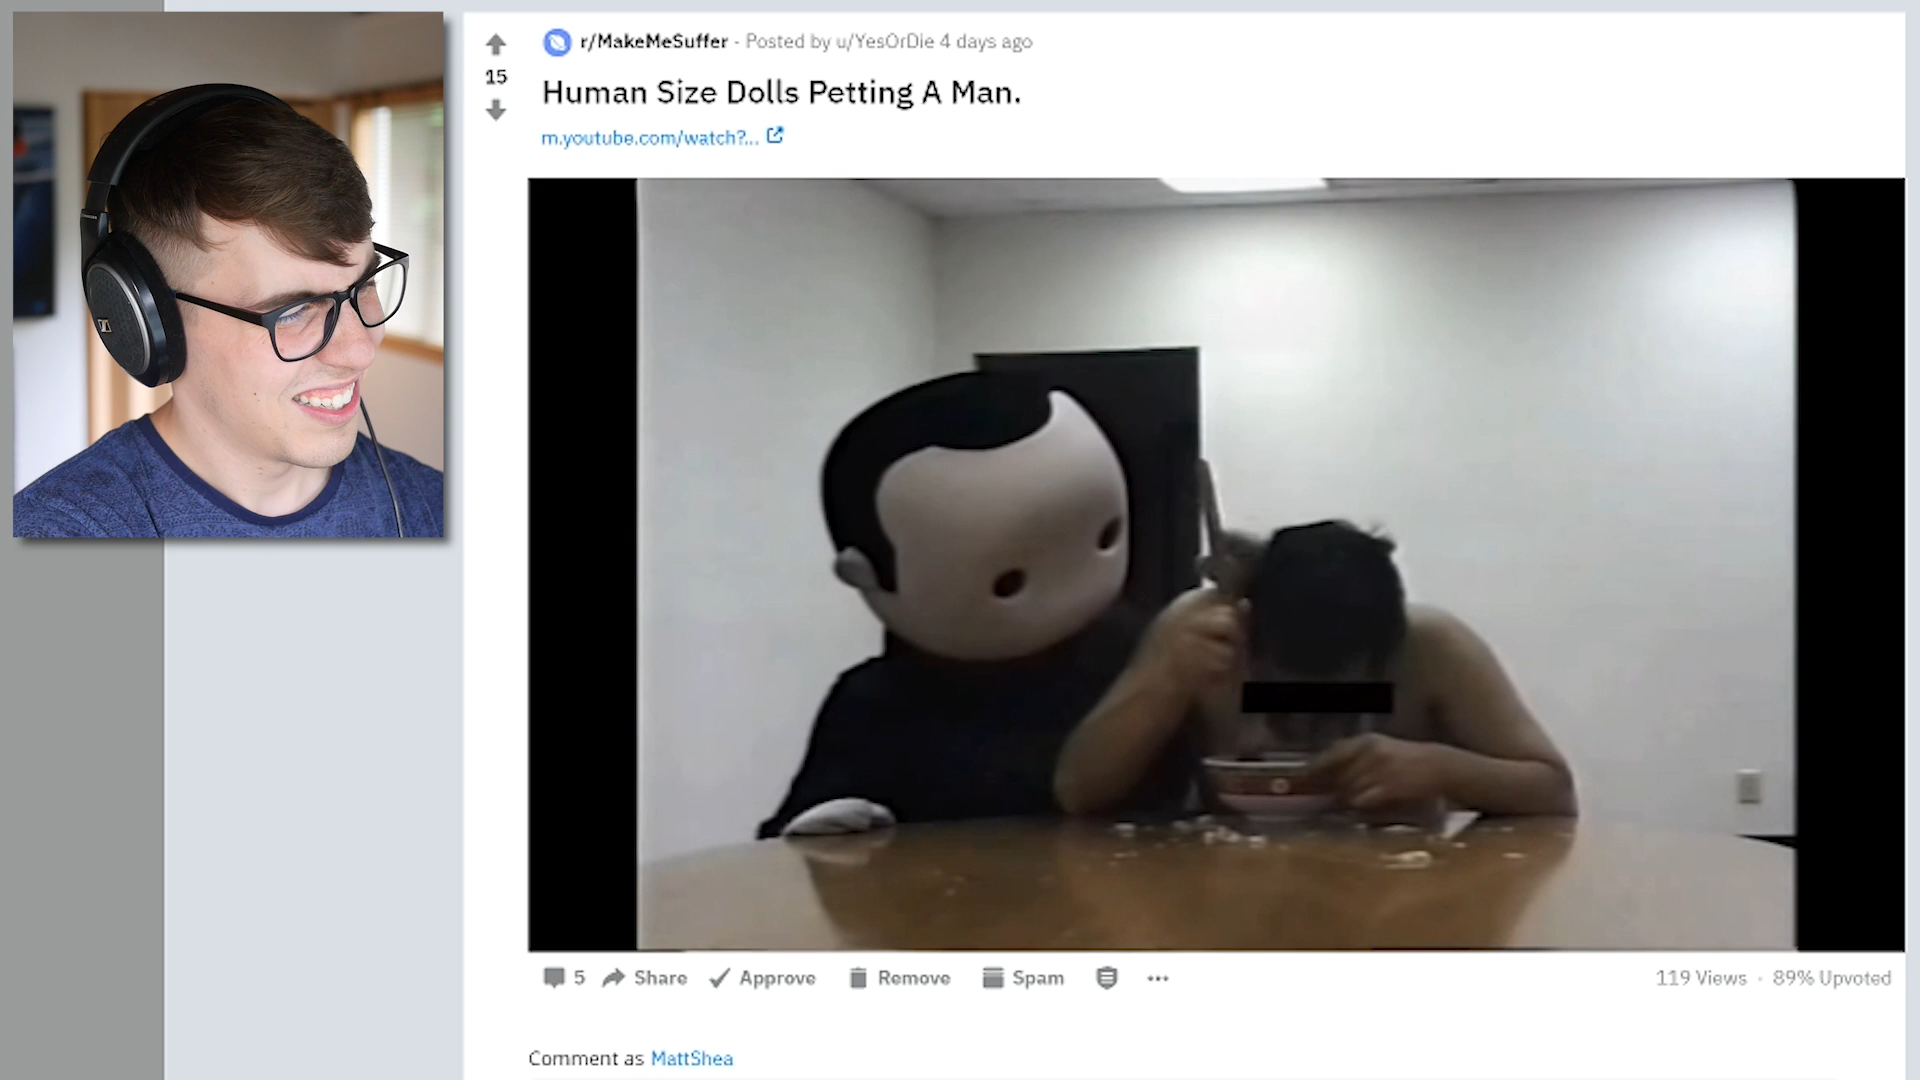 r/MakeMeSuffer - Posted by u/YesOrDie 4 days ago
15
Human Size Dolls Petting A Man.
m.youtube.com/watch?...
5 Share Approve Remove Spam ...
119 Views · 89% Upvoted
Comment as MattShea